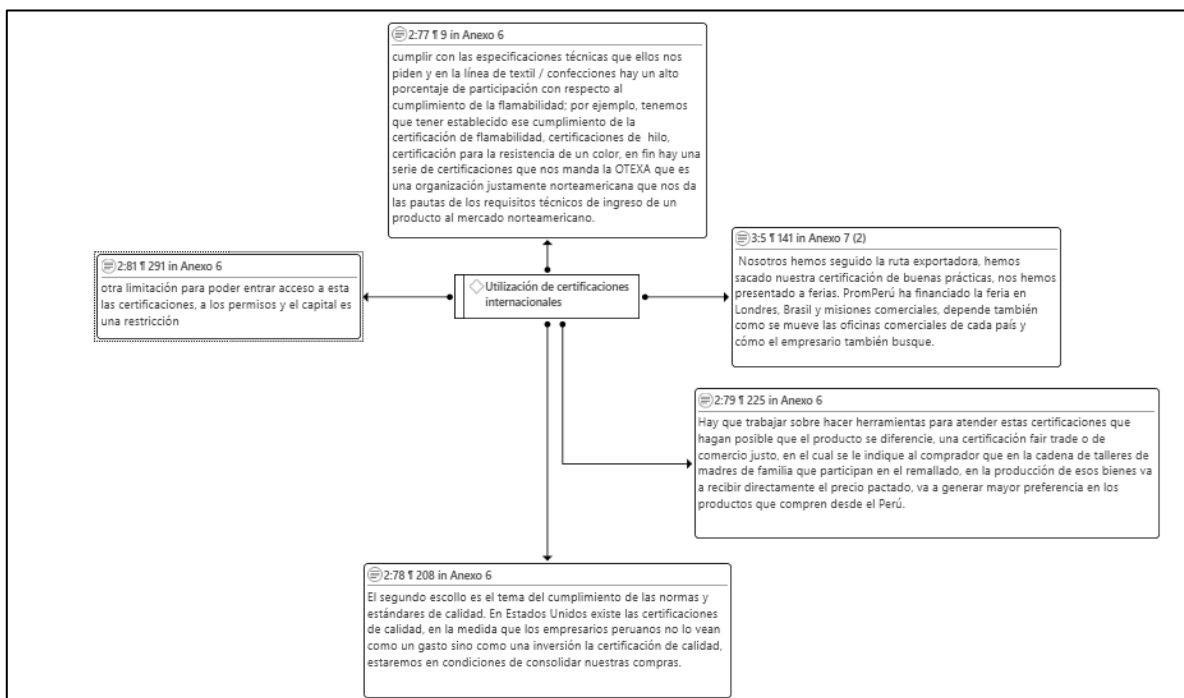 2:77 ¶ 9 in Anexo 6
cumplir con las especificaciones técnicas que ellos nos
piden y en la línea de textil / confecciones hay un alto
porcentaje de participación con respecto al
cumplimiento de la flamabilidad; por ejemplo, tenemos
que tener establecido ese cumplimiento de la
certificación de flamabilidad, certificaciones de hilo,
certificación para la resistencia de un color, en fin hay una
serie de certificaciones que nos manda la OTEXA que es
una organización justamente norteamericana que nos da
las pautas de los requisitos técnicos de ingreso de un
producto al mercado norteamericano.
2:81 ¶ 291 in Anexo 6
otra limitación para poder entrar acceso a esta
las certificaciones, a los permisos y el capital es
una restricción
Utilización de certificaciones
internacionales
3:5 ¶ 141 in Anexo 7 (2)
Nosotros hemos seguido la ruta exportadora, hemos
sacado nuestra certificación de buenas prácticas, nos hemos
presentado a ferias. PromPerú ha financiado la feria en
Londres, Brasil y misiones comerciales, depende también
como se mueve las oficinas comerciales de cada país y
cómo el empresario también busque.
2:79 ¶ 225 in Anexo 6
Hay que trabajar sobre hacer herramientas para atender estas certificaciones que
hagan posible que el producto se diferencie, una certificación fair trade o de
comercio justo, en el cual se le indique al comprador que en la cadena de talleres de
madres de familia que participan en el remallado, en la producción de esos bienes va
a recibir directamente el precio pactado, va a generar mayor preferencia en los
productos que compren desde el Perú.
2:78 ¶ 208 in Anexo 6
El segundo escollo es el tema del cumplimiento de las normas y
estándares de calidad. En Estados Unidos existe las certificaciones
de calidad, en la medida que los empresarios peruanos no lo vean
como un gasto sino como una inversión la certificación de calidad,
estaremos en condiciones de consolidar nuestras compras.